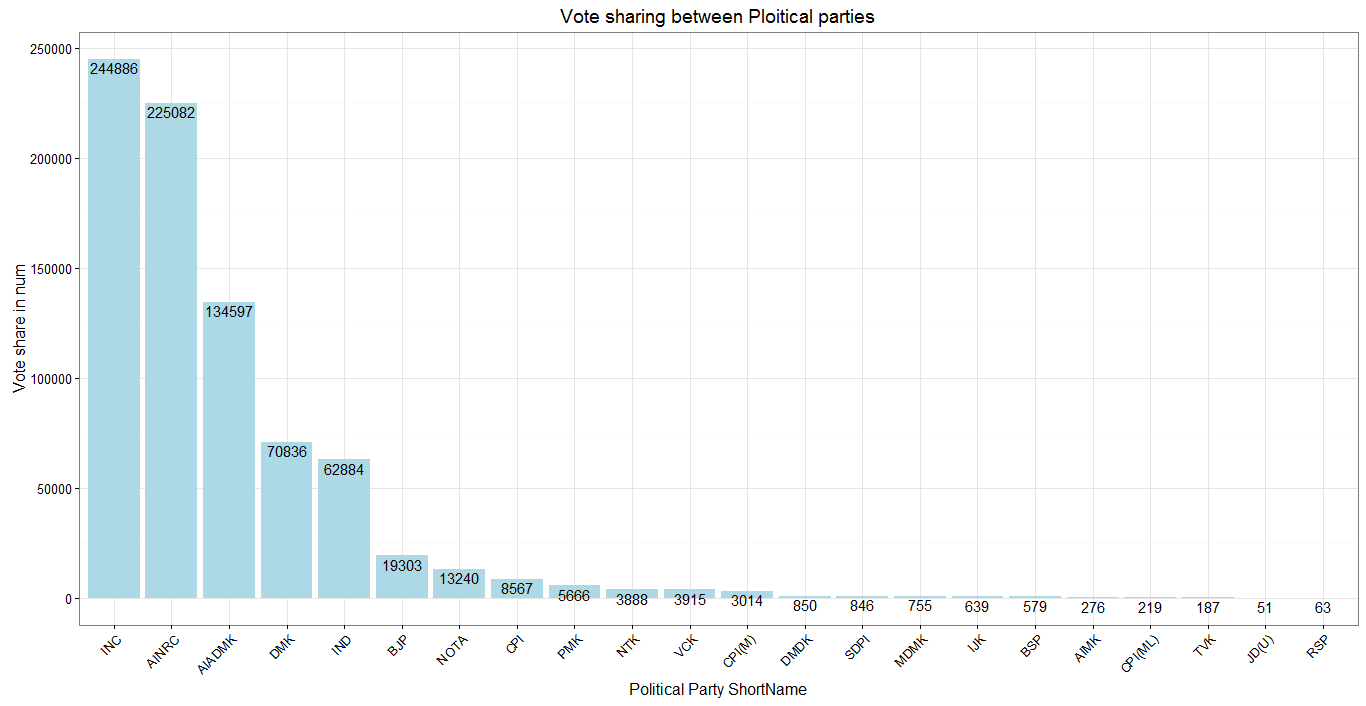 Vote sharing between Ploitical parties
Vote share in num
250000
200000
150000
100000
50000
0
244886
225082
134597
70836
62884
19303
13240
8567
5666
3888
3915
3014
850
846
755
639
579
276
219
187
51
63
INC
AINRC
AIADMK
DMK
IND
BJP
NOTA
CPI
PMK
NTK
VCK
CPI(M)
DMDK
SDPI
MDMK
IJK
BSP
AIMK
CPI(ML)
TVK
JD(U)
RSP
Political Party ShortName